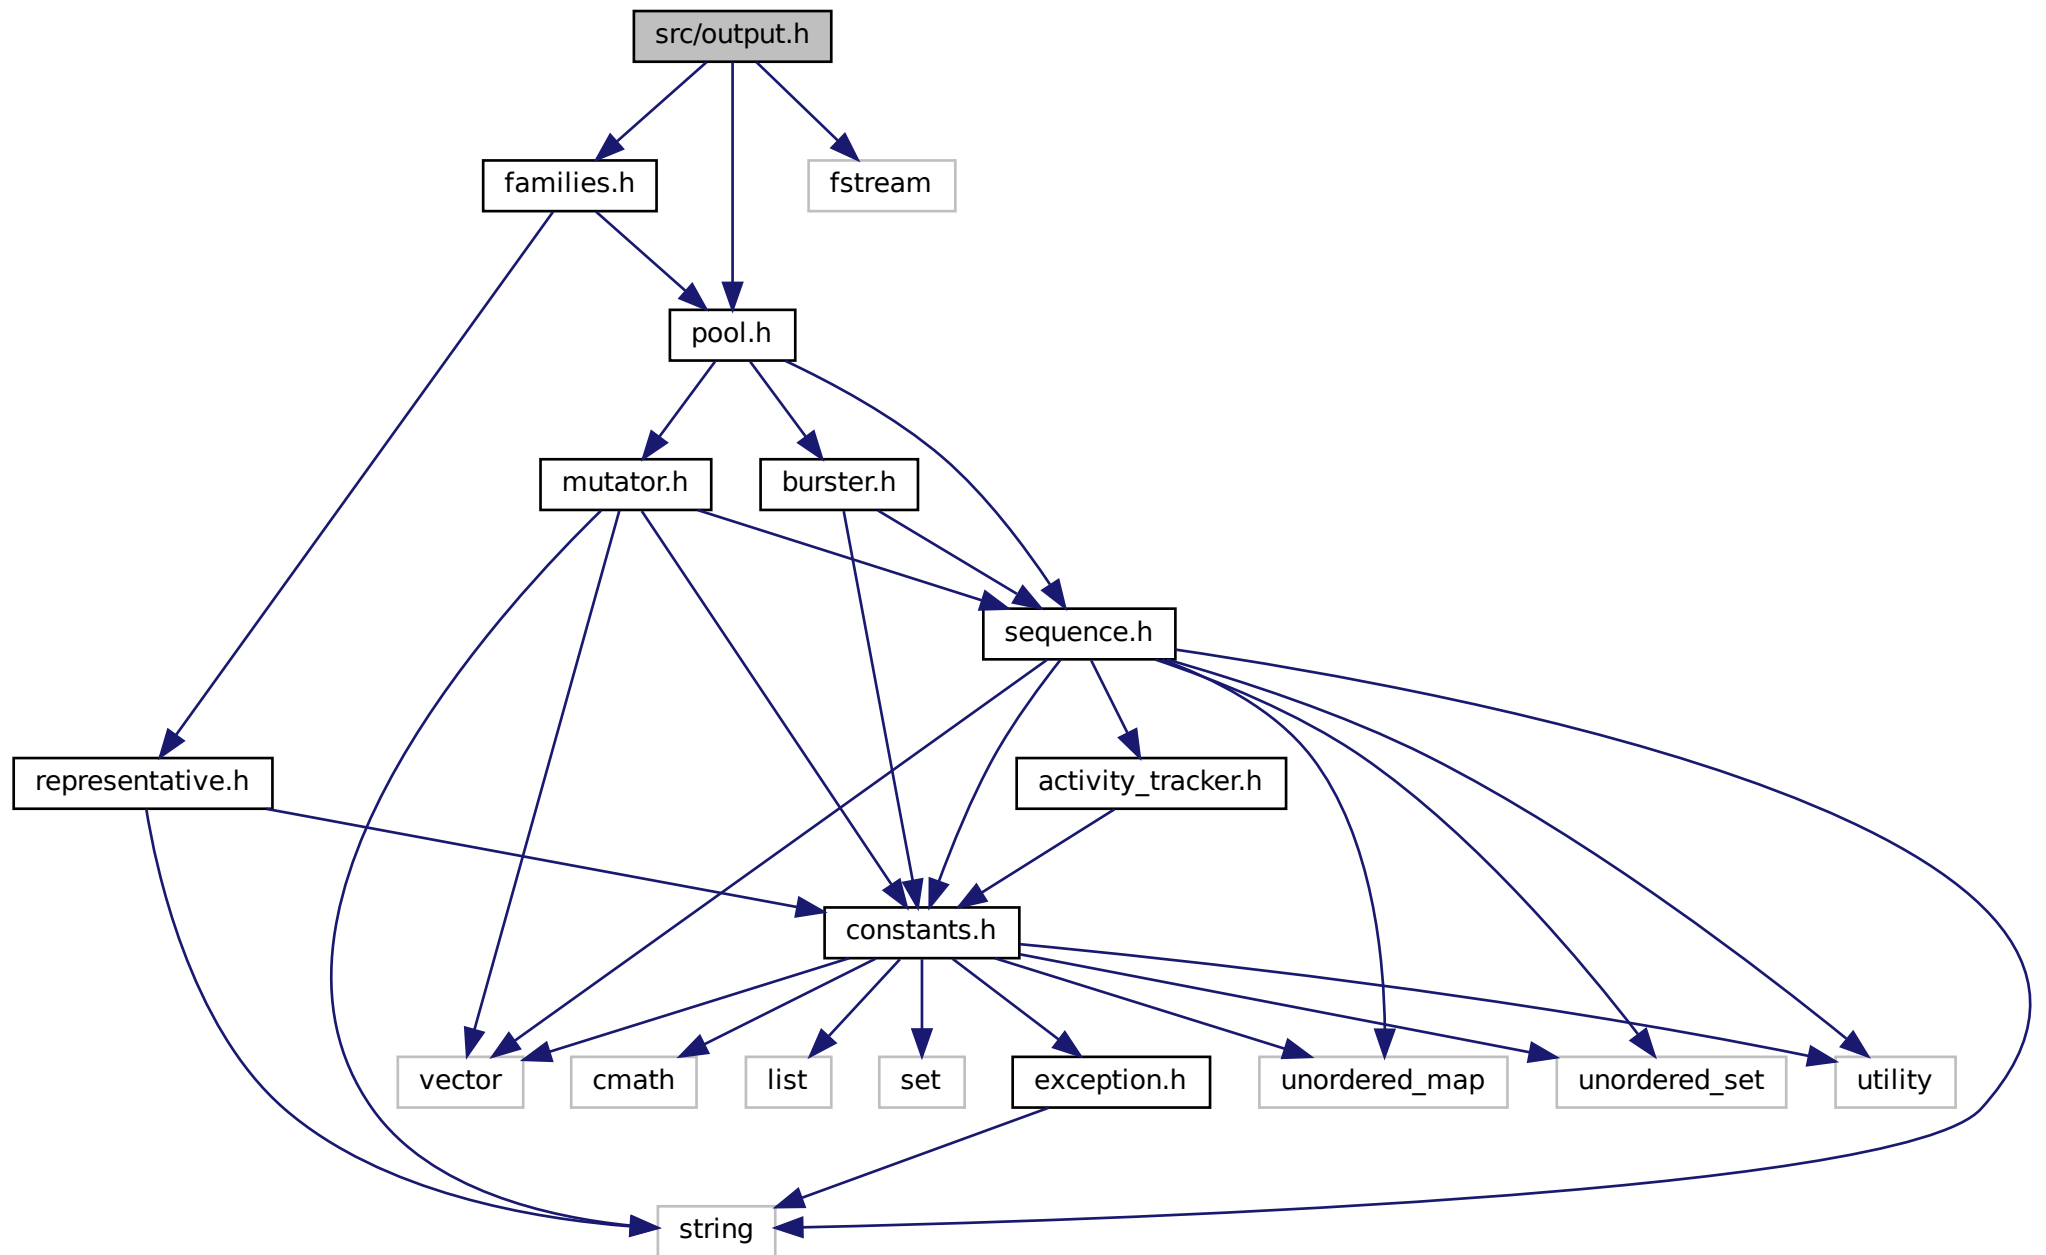 src/output.h
families.h
fstream
pool.h
mutator.h
burster.h
sequence.h
representative.h
activity_tracker.h
constants.h
vector
cmath
list
set
exception.h
unordered_map
unordered_set
utility
string